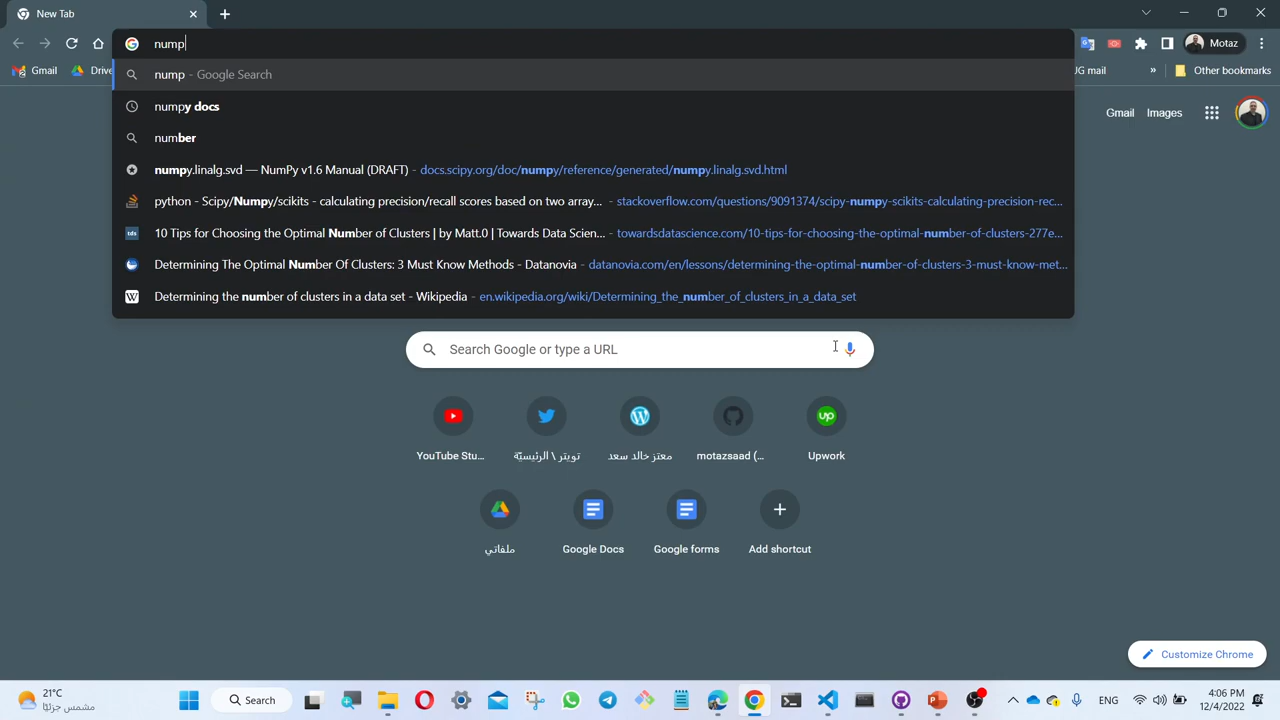 New Tab
nump
Motaz
Gmail
Drive
UG mail
»
Other bookmarks
nump - Google Search
numpy docs
number
numpy.linalg.svd — NumPy v1.6 Manual (DRAFT) - docs.scipy.org/doc/numpy/reference/generated/numpy.linalg.svd.html
python - Scipy/Numpy/scikits - calculating precision/recall scores based on two array... - stackoverflow.com/questions/9091374/scipy-numpy-scikits-calculating-precision-rec...
10 Tips for Choosing the Optimal Number of Clusters | by Matt.0 | Towards Data Scien... - towardsdatascience.com/10-tips-for-choosing-the-optimal-number-of-clusters-277e...
Determining The Optimal Number Of Clusters: 3 Must Know Methods - Datanovia - datanovia.com/en/lessons/determining-the-optimal-number-of-clusters-3-must-know-met...
Determining the number of clusters in a data set - Wikipedia - en.wikipedia.org/wiki/Determining_the_number_of_clusters_in_a_data_set
Gmail
Images
Search Google or type a URL
YouTube Stu...
تويتر \ الرئيسيّة
معتز خالد سعد
motazsaad (...
Upwork
ملفاتي
Google Docs
Google forms
Add shortcut
Customize Chrome
21°C
مشمس جزئيًا
Search
ENG
4:06 PM
12/4/2022